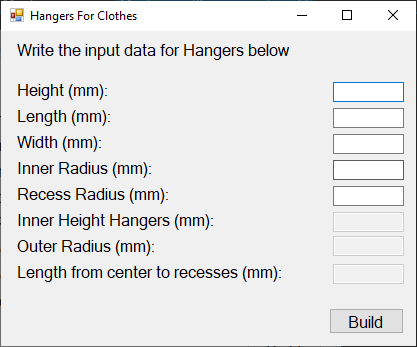 Hangers For Clothes
Write the input data for Hangers below
Height (mm):
Length (mm):
Width (mm):
Inner Radius (mm):
Recess Radius (mm):
Inner Height Hangers (mm):
Outer Radius (mm):
Length from center to recesses (mm):
Build